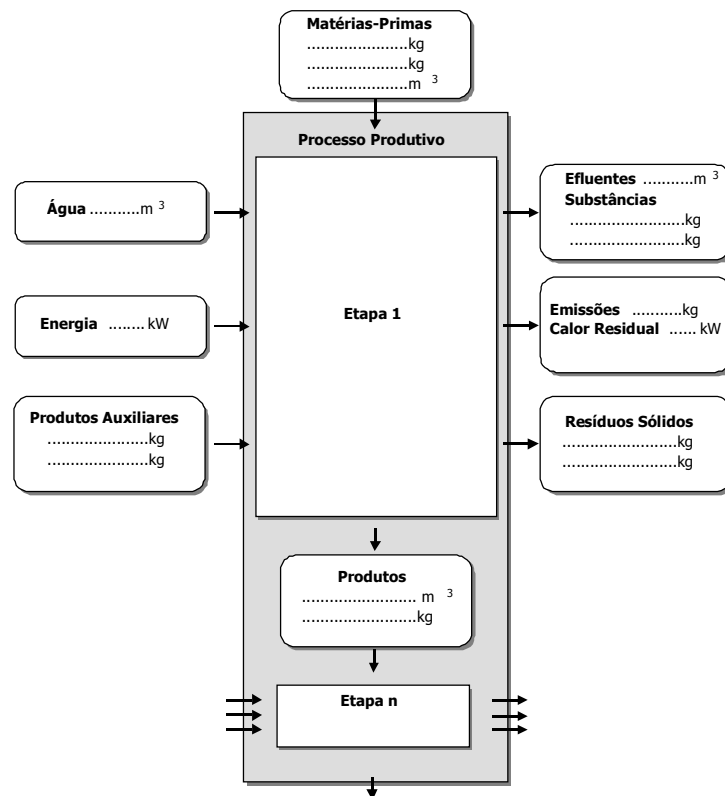 Matérias-Primas
......................kg
......................kg
......................m 3
Processo Produtivo
Água ...........m 3
Efluentes ...........m 3
Substâncias
.........................kg
.........................kg
Etapa 1
Energia ........ kW
Emissões ...........kg
Calor Residual ...... kW
Produtos Auxiliares
......................kg
......................kg
Resíduos Sólidos
.........................kg
.........................kg
Produtos
......................... m 3
.........................kg
Etapa n